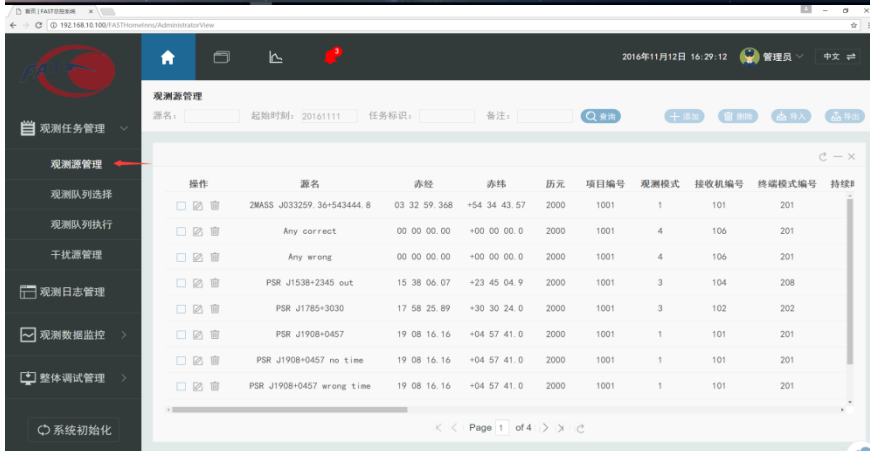 首页 | FAST总控系统 ×
192.168.10.100/FASTHomeInns/AdministratorView
FAST
3
2016年11月12日 16:29:12 管理员 中文
观测任务管理
观测源管理
观测队列选择
观测队列执行
干扰源管理
观测日志管理
观测数据监控
整体调试管理
系统初始化
观测源管理
源名： 起始时刻： 20161111 任务标识： 备注： 查询 添加 删除 导入 导出
操作 源名 赤经 赤纬 历元 项目编号 观测模式 接收机编号 终端模式编号
2MASS J033259.36+543444.8 03 32 59.368 +54 34 43.57 2000 1001 1 101 201
Any correct 00 00 00.00 +00 00 00.0 2000 1001 4 106 201
Any wrong 00 00 00.00 +00 00 00.0 2000 1001 4 106 201
PSR J1538+2345 out 15 38 06.07 +23 45 04.9 2000 1001 3 104 208
PSR J1785+3030 17 58 25.89 +30 30 24.0 2000 1001 3 102 202
PSR J1908+0457 19 08 16.16 +04 57 41.0 2000 1001 1 101 201
PSR J1908+0457 no time 19 08 16.16 +04 57 41.0 2000 1001 1 101 201
PSR J1908+0457 wrong time 19 08 16.16 +04 57 41.0 2000 1001 1 101 201
Page 1 of 4